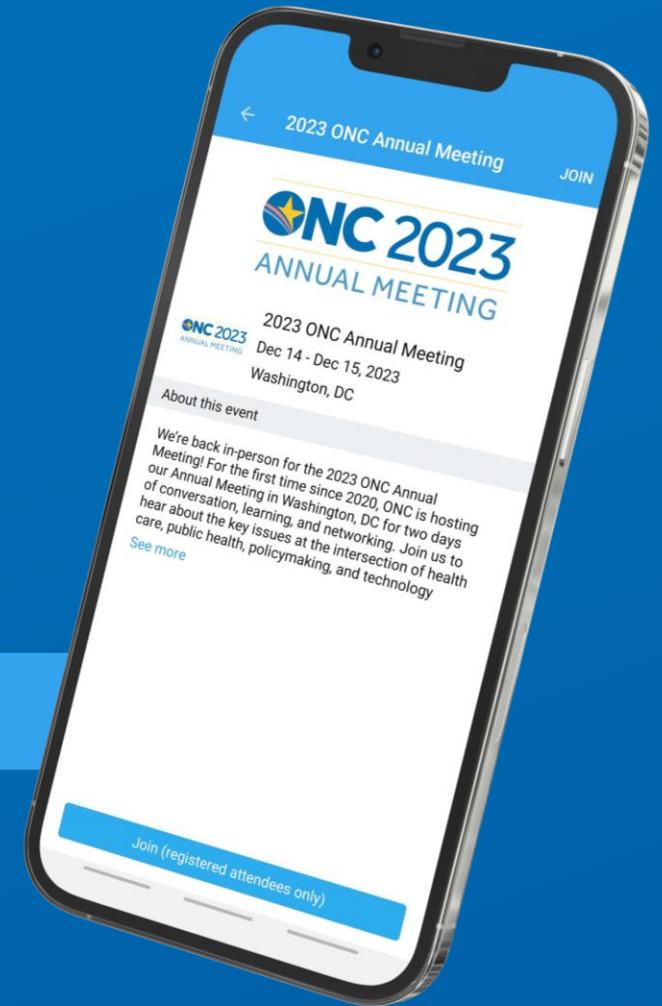 2023 ONC Annual Meeting
JOIN
ONC 2023
ANNUAL MEETING
ONC 2023
ANNUAL MEETING
2023 ONC Annual Meeting
Dec 14 - Dec 15, 2023
Washington, DC
About this event
We're back in-person for the 2023 ONC Annual
Meeting! For the first time since 2020, ONC is hosting
our Annual Meeting in Washington, DC for two days
of conversation, learning, and networking. Join us to
hear about the key issues at the intersection of health
care, public health, policymaking, and technology
See more
Join (registered attendees only)